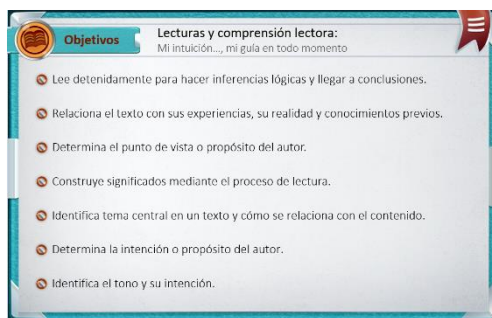 Objetivos
Lecturas y comprensión lectora:
Mi intuición..., mi guía en todo momento
Lee detenidamente para hacer inferencias lógicas y llegar a conclusiones.
Relaciona el texto con sus experiencias, su realidad y conocimientos previos.
Determina el punto de vista o propósito del autor.
Construye significados mediante el proceso de lectura.
Identifica tema central en un texto y cómo se relaciona con el contenido.
Determina la intención o propósito del autor.
Identifica el tono y su intención.